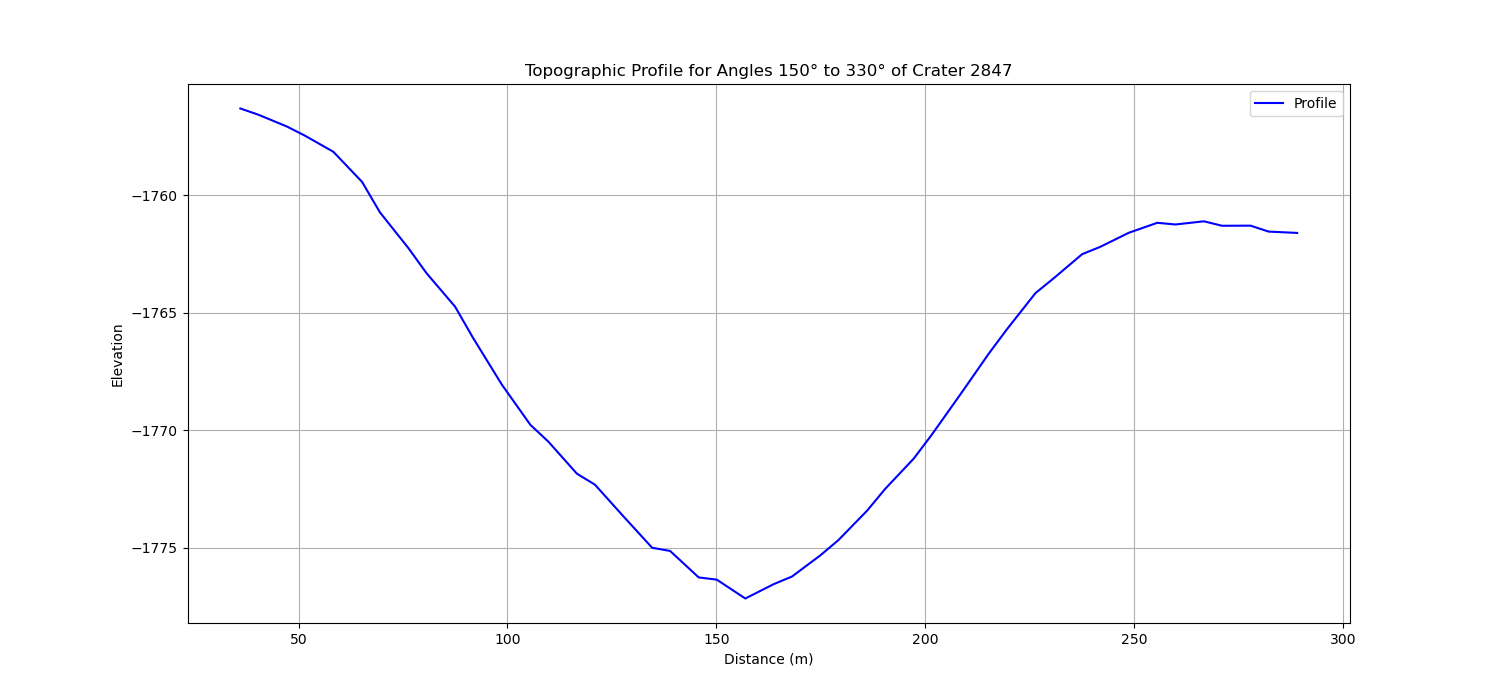 Topographic Profile for Angles 150° to 330° of Crater 2847
Profile
−1760
−1765
−1770
−1775
Elevation
50
100
150
200
250
300
Distance (m)